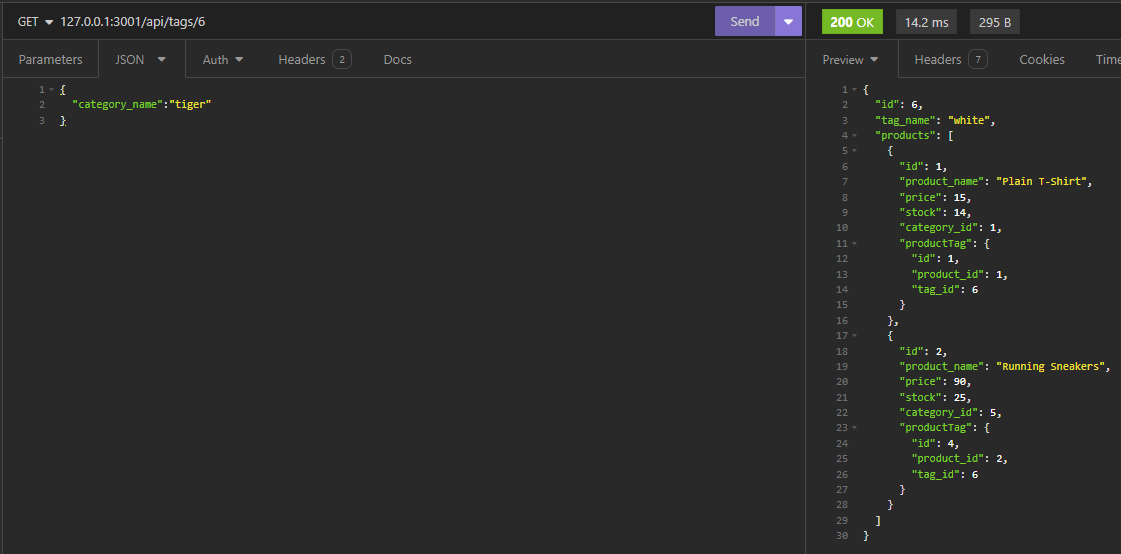 GET 127.0.0.1:3001/api/tags/6 Send
200 OK 14.2 ms 295 B
Parameters JSON Auth Headers 2 Docs
Preview Headers 7 Cookies Time
1 {
2 "category_name":"tiger"
3 }
1 {
2 "id": 6,
3 "tag_name": "white",
4 "products": [
5 {
6 "id": 1,
7 "product_name": "Plain T-Shirt",
8 "price": 15,
9 "stock": 14,
10 "category_id": 1,
11 "productTag": {
12 "id": 1,
13 "product_id": 1,
14 "tag_id": 6
15 }
16 },
17 {
18 "id": 2,
19 "product_name": "Running Sneakers",
20 "price": 90,
21 "stock": 25,
22 "category_id": 5,
23 "productTag": {
24 "id": 4,
25 "product_id": 2,
26 "tag_id": 6
27 }
28 }
29 ]
30 }